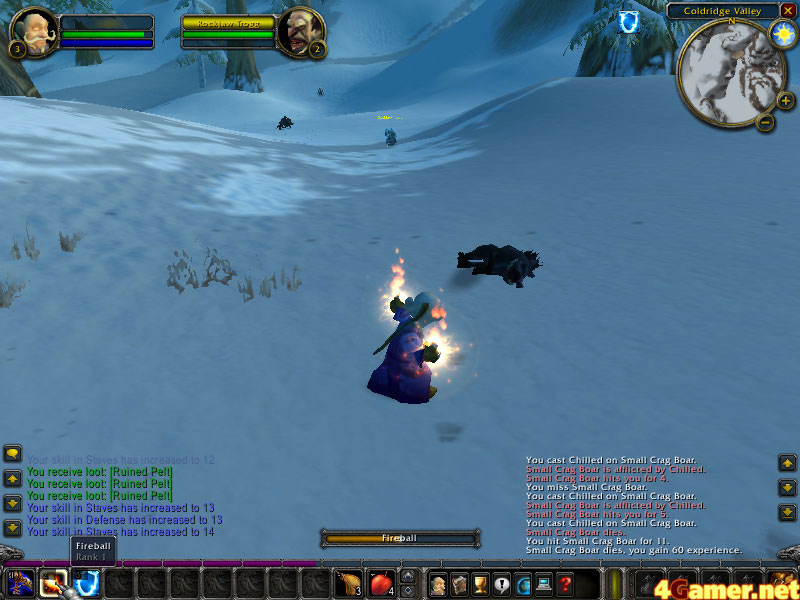 Coldridge Valley
N
Rockjaw Trogg
3
2
Your skill in Staves has increased to 12
You receive loot: [Ruined Pelt]
You receive loot: [Ruined Pelt]
You receive loot: [Ruined Pelt]
Your skill in Staves has increased to 13
Your skill in Defense has increased to 13
Your skill in Staves has increased to 14
You cast Chilled on Small Crag Boar.
Small Crag Boar is afflicted by Chilled.
Small Crag Boar hits you for 4.
You miss Small Crag Boar.
You cast Chilled on Small Crag Boar.
Small Crag Boar is afflicted by Chilled.
Small Crag Boar hits you for 5.
You cast Chilled on Small Crag Boar.
Small Crag Boar dies.
You hit Small Crag Boar for 11.
Small Crag Boar dies, you gain 60 experience.
Fireball
Fireball
Rank 1
3
4
4Gamer.net